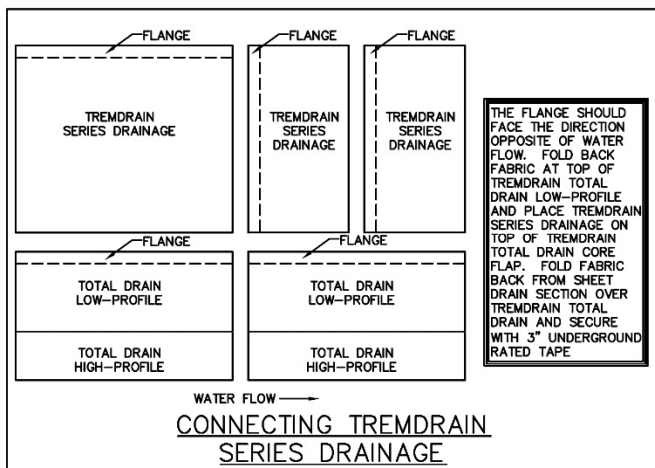 FLANGE
FLANGE
FLANGE
TREMDRAIN
SERIES DRAINAGE
TREMDRAIN
SERIES
DRAINAGE
TREMDRAIN
SERIES
DRAINAGE
FLANGE
FLANGE
TOTAL DRAIN
LOW-PROFILE
TOTAL DRAIN
LOW-PROFILE
TOTAL DRAIN
HIGH-PROFILE
TOTAL DRAIN
HIGH-PROFILE
THE FLANGE SHOULD
FACE THE DIRECTION
OPPOSITE OF WATER
FLOW. FOLD BACK
FABRIC AT TOP OF
TREMDRAIN TOTAL
DRAIN LOW-PROFILE
AND PLACE TREMDRAIN
SERIES DRAINAGE ON
TOP OF TREMDRAIN
TOTAL DRAIN CORE
FLAP. FOLD FABRIC
BACK FROM SHEET
DRAIN SECTION OVER
TREMDRAIN TOTAL
DRAIN AND SECURE
WITH 3" UNDERGROUND
RATED TAPE
WATER FLOW
CONNECTING TREMDRAIN
SERIES DRAINAGE